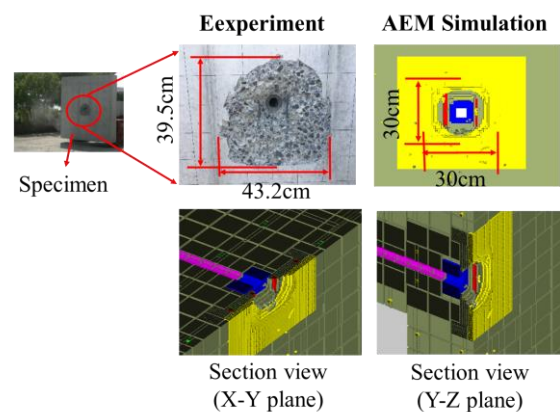 Eexperiment
AEM Simulation
39.5cm
30cm
Specimen
43.2cm
30cm
Section view
(X-Y plane)
Section view
(Y-Z plane)